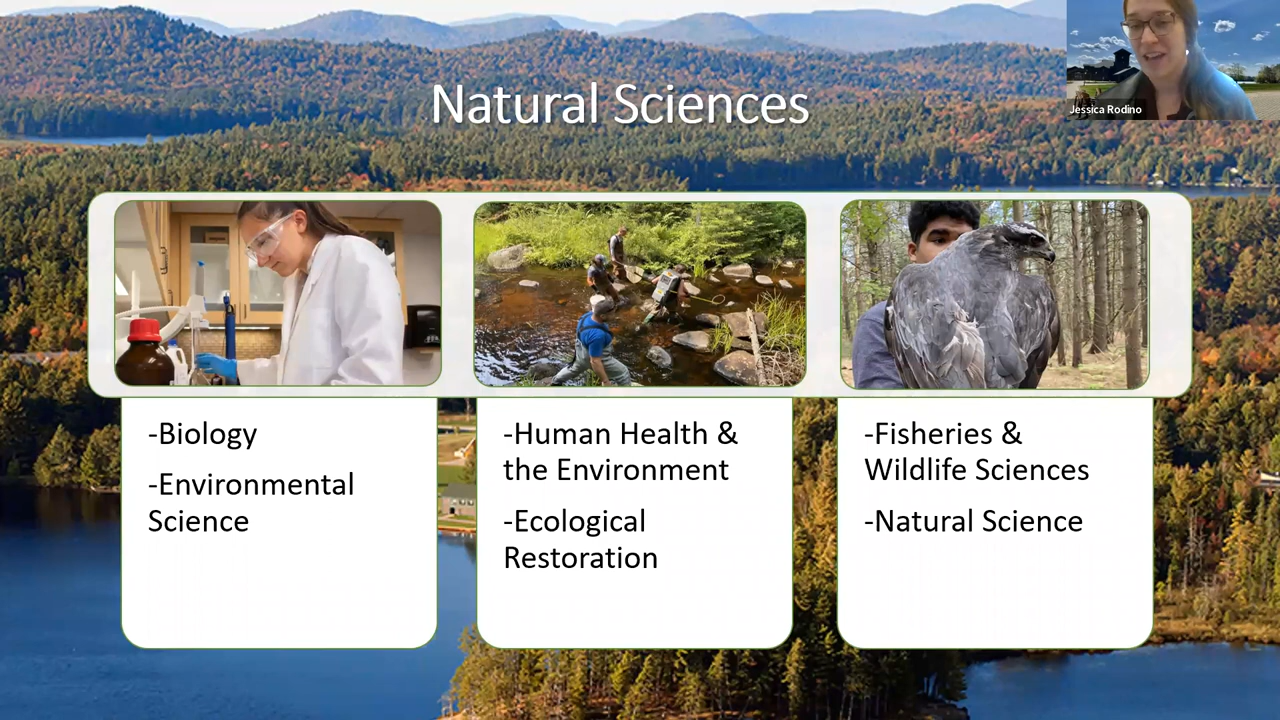 Natural Sciences
Jessica Rodino
-Biology
-Environmental
Science
-Human Health &
the Environment
-Ecological
Restoration
-Fisheries &
Wildlife Sciences
-Natural Science